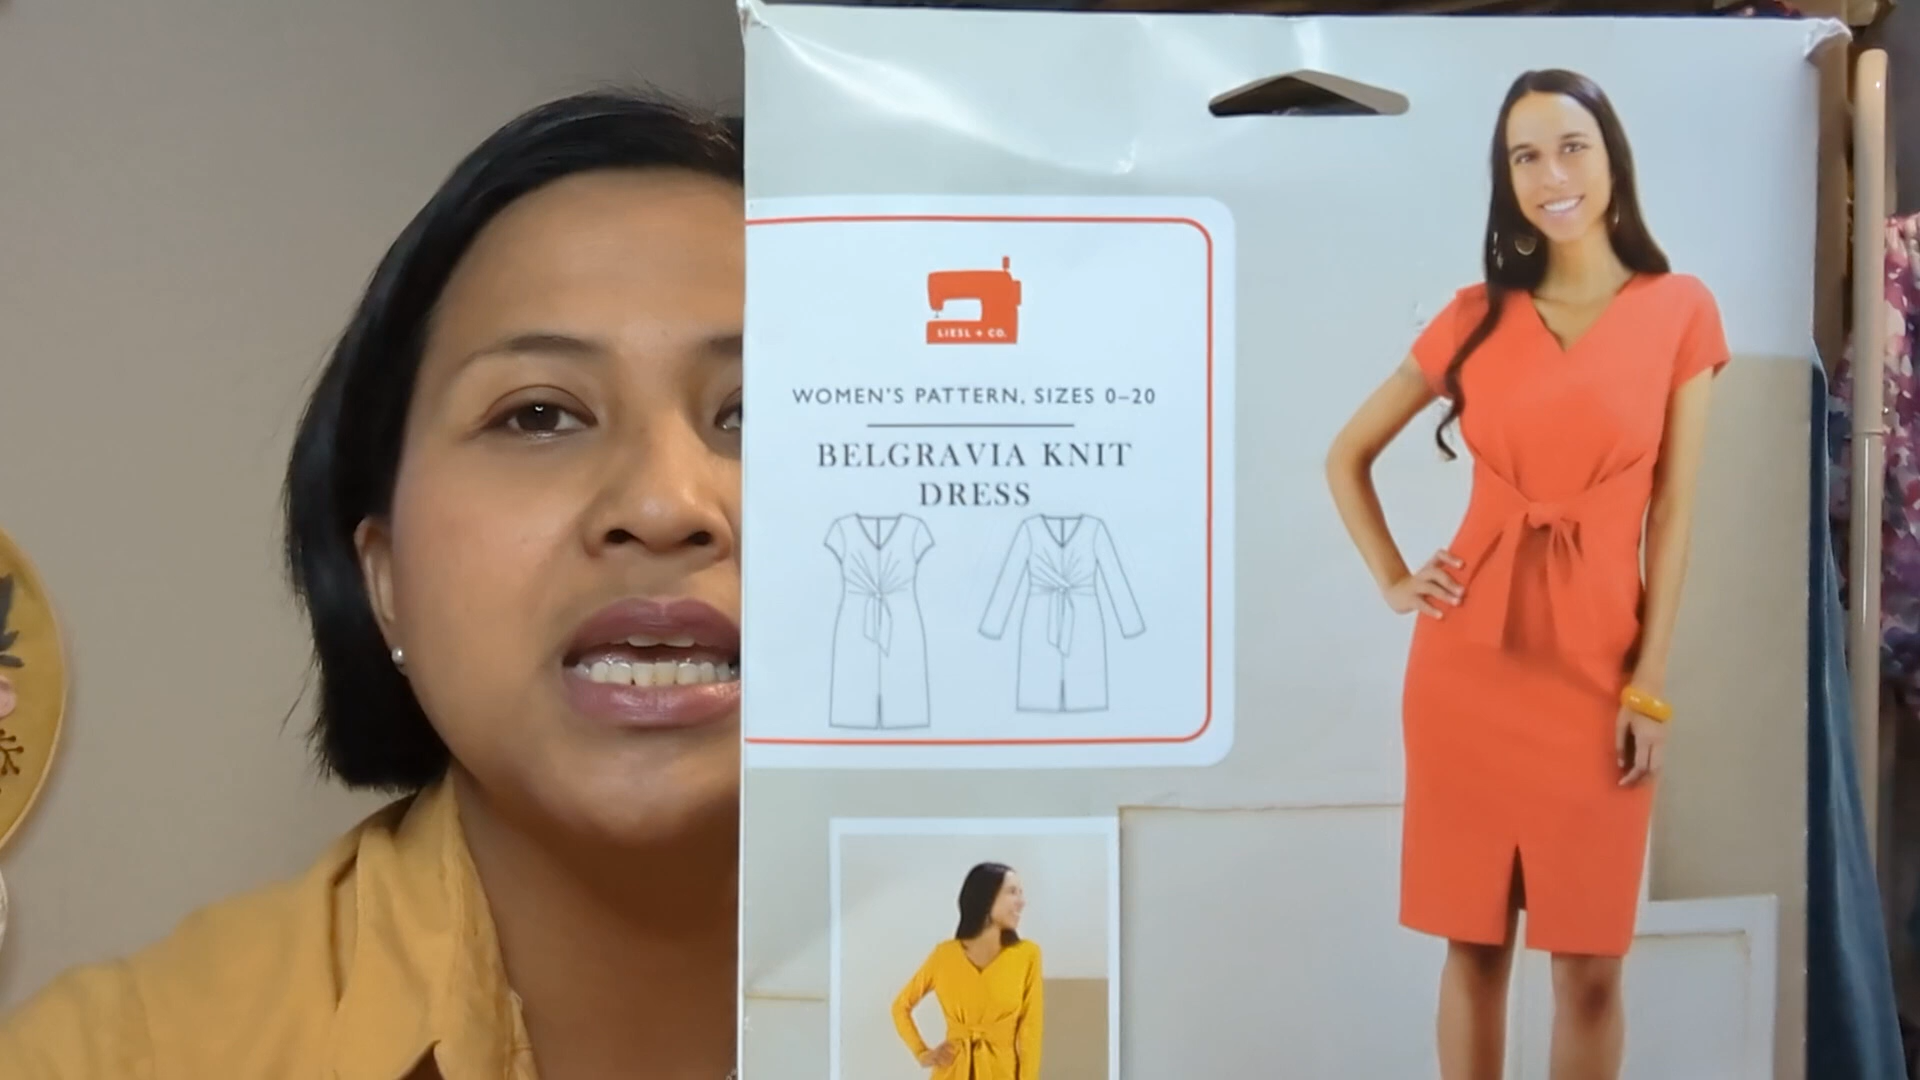 LIESL + CO.
WOMEN'S PATTERN, SIZES 0–20
BELGRAVIA KNIT
DRESS